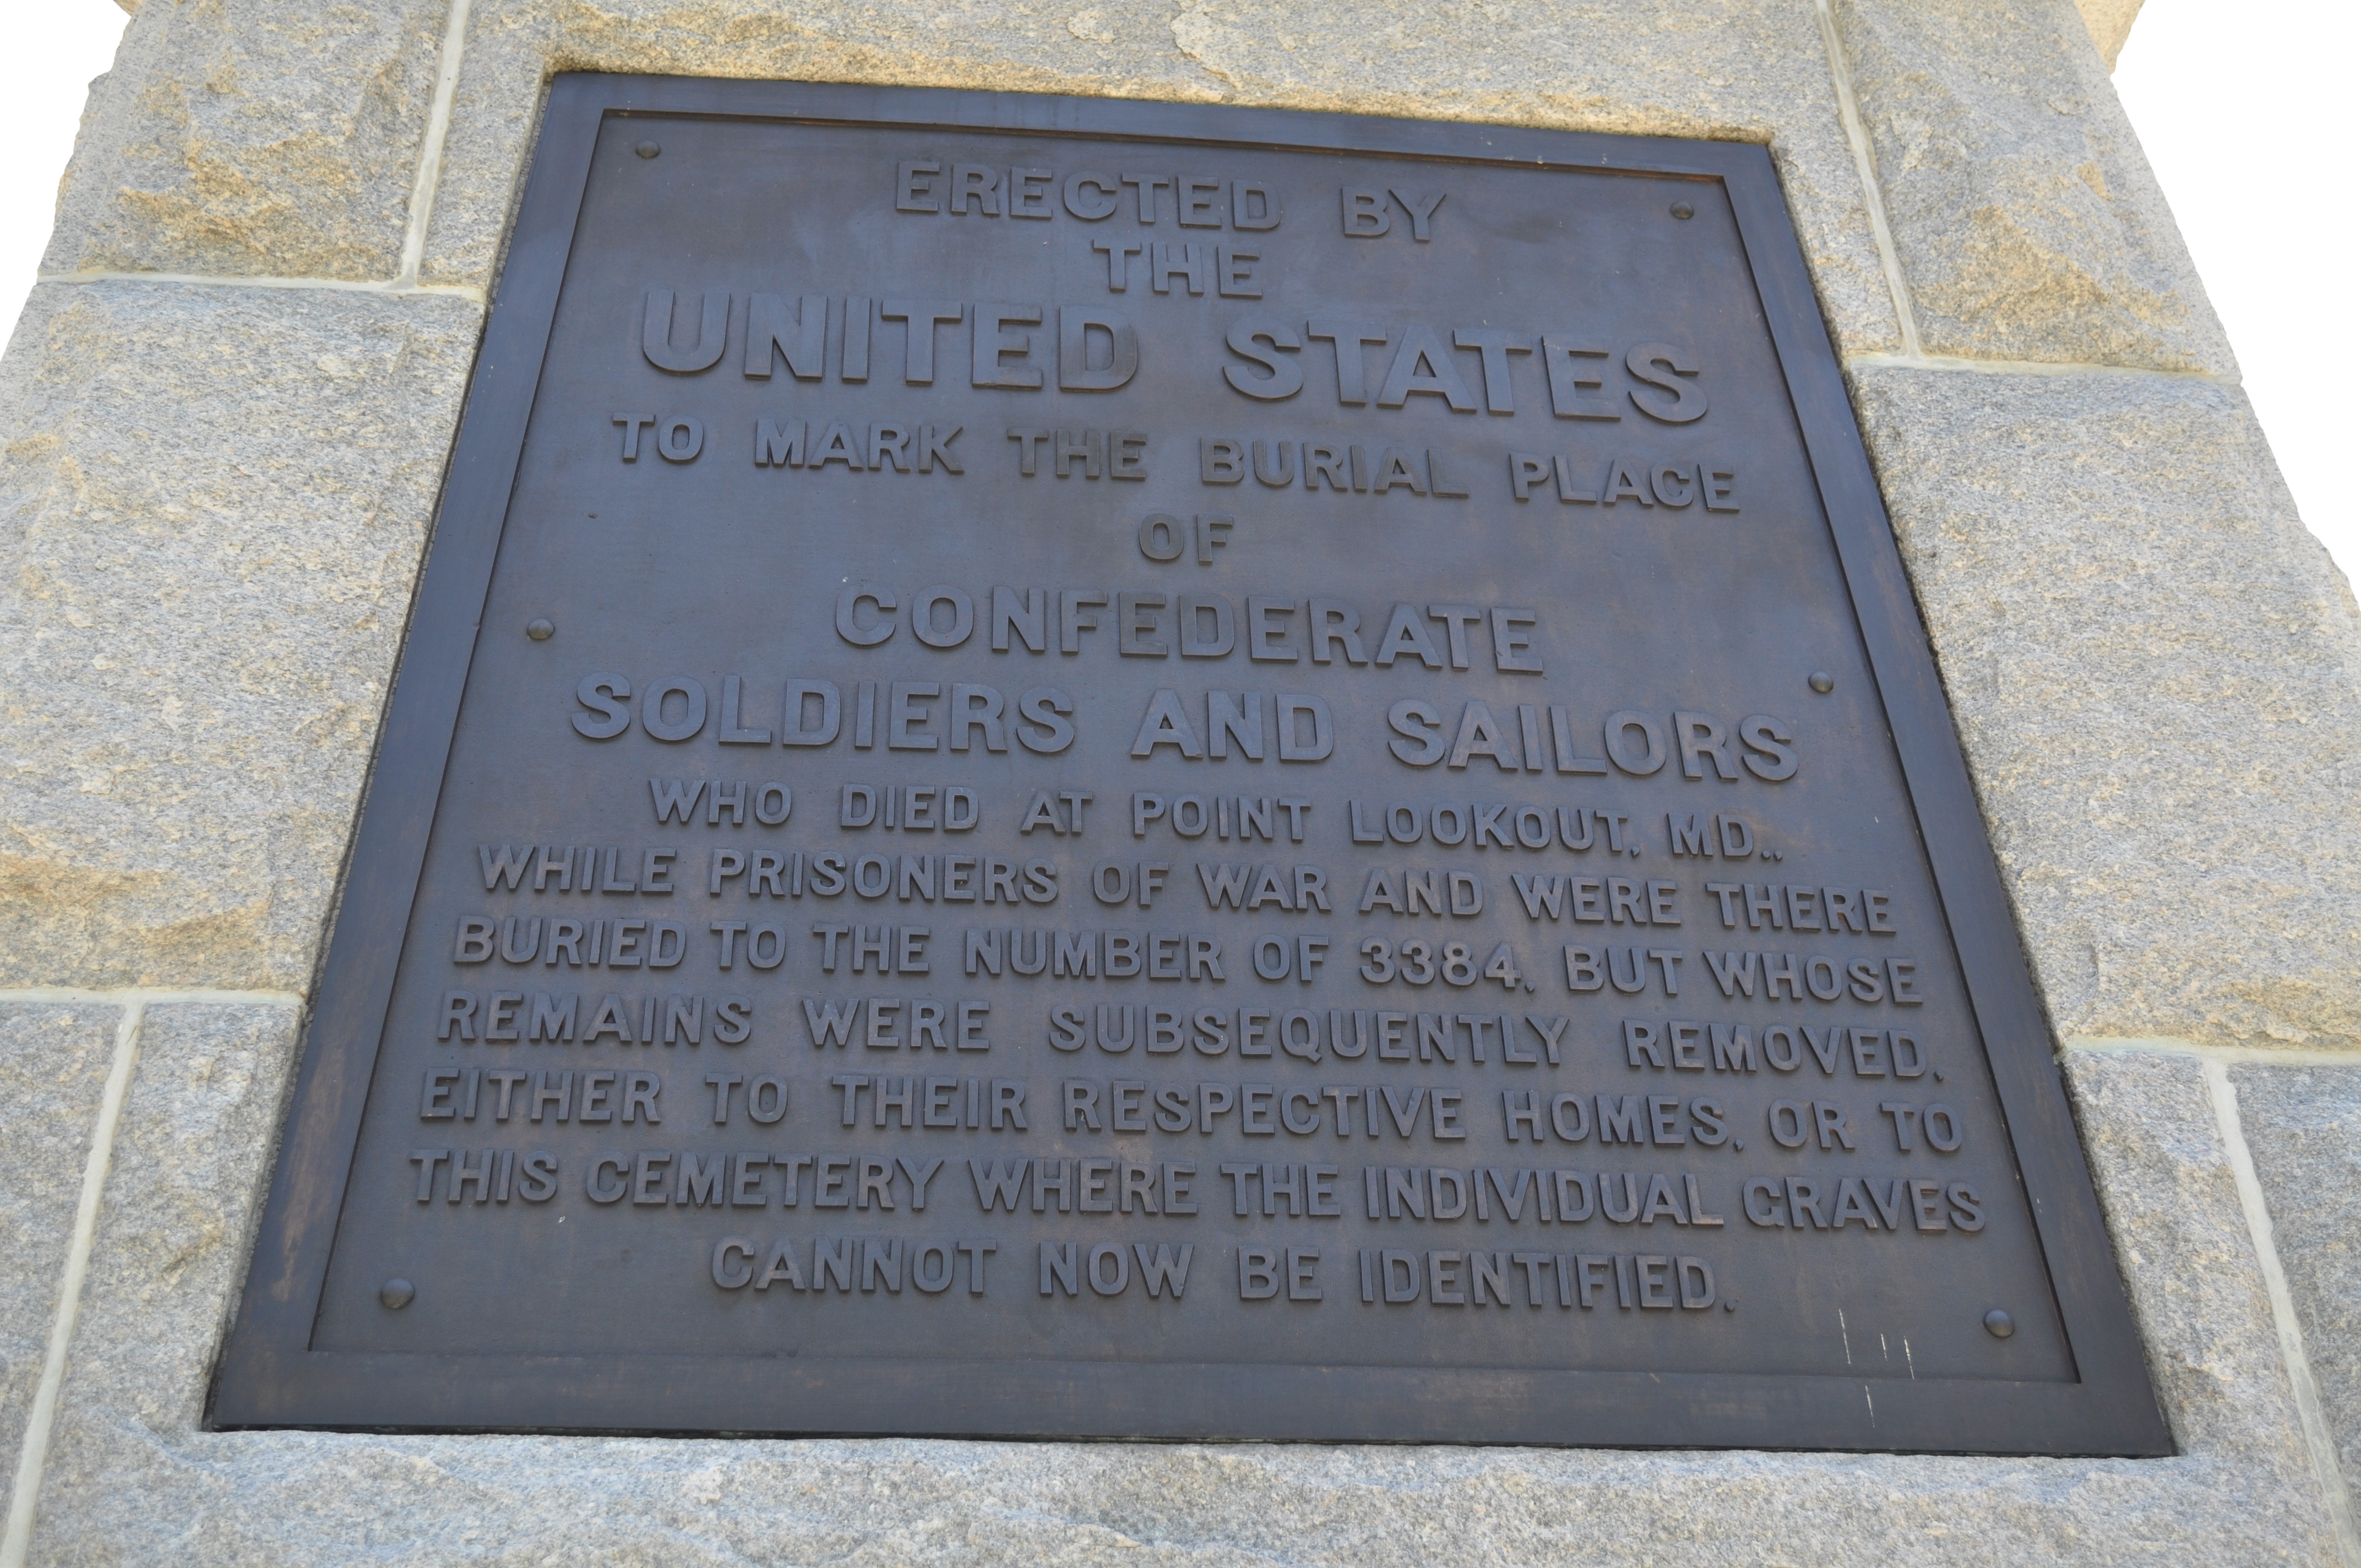 ERECTED BY
THE
UNITED STATES
TO MARK THE BURIAL PLACE
OF
CONFEDERATE
SOLDIERS AND SAILORS
WHO DIED AT POINT LOOKOUT, MD.,
WHILE PRISONERS OF WAR AND WERE THERE
BURIED TO THE NUMBER OF 3384, BUT WHOSE
REMAINS WERE SUBSEQUENTLY REMOVED,
EITHER TO THEIR RESPECTIVE HOMES, OR TO
THIS CEMETERY WHERE THE INDIVIDUAL GRAVES
CANNOT NOW BE IDENTIFIED.